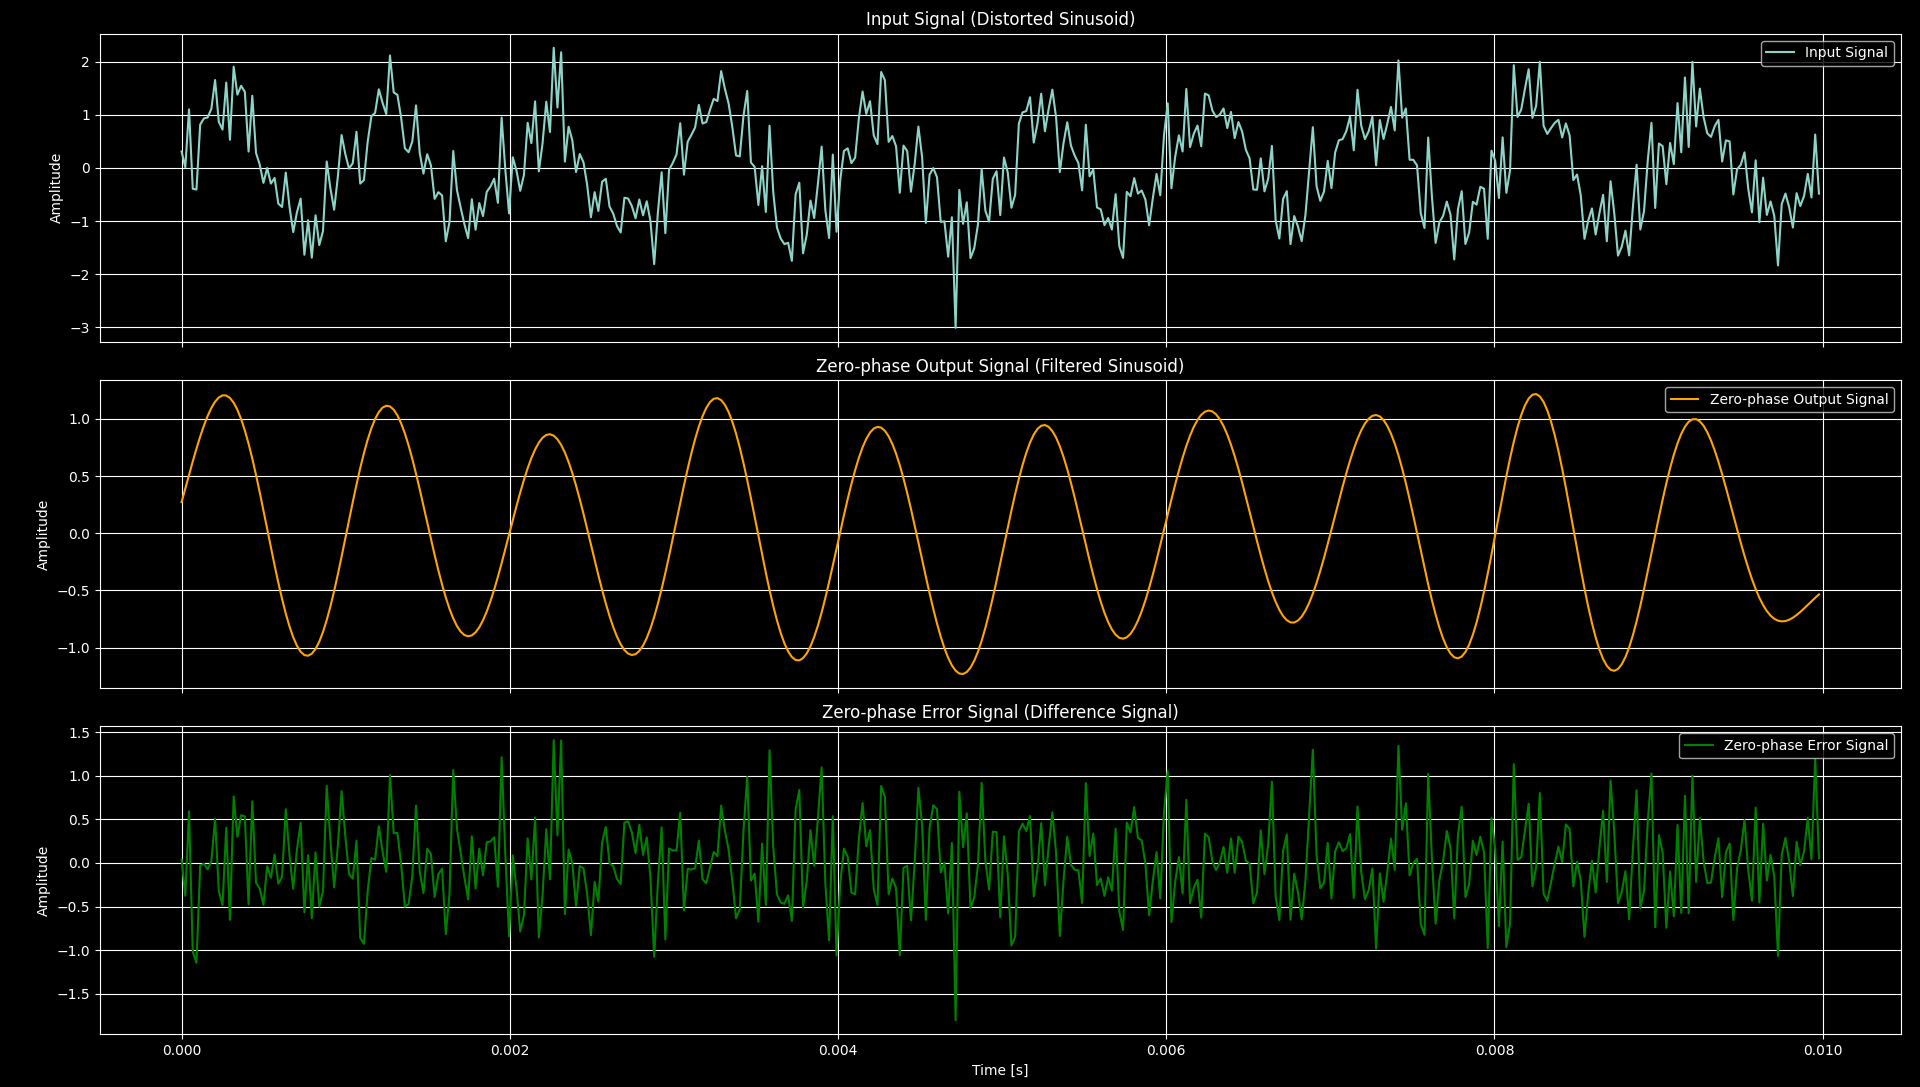 Input Signal (Distorted Sinusoid)
Input Signal
2
1
0
−1
−2
−3
Amplitude
Zero-phase Output Signal (Filtered Sinusoid)
Zero-phase Output Signal
1.0
0.5
0.0
−0.5
−1.0
Amplitude
Zero-phase Error Signal (Difference Signal)
Zero-phase Error Signal
1.5
1.0
0.5
0.0
−0.5
−1.0
−1.5
Amplitude
0.000 0.002 0.004 0.006 0.008 0.010
Time [s]